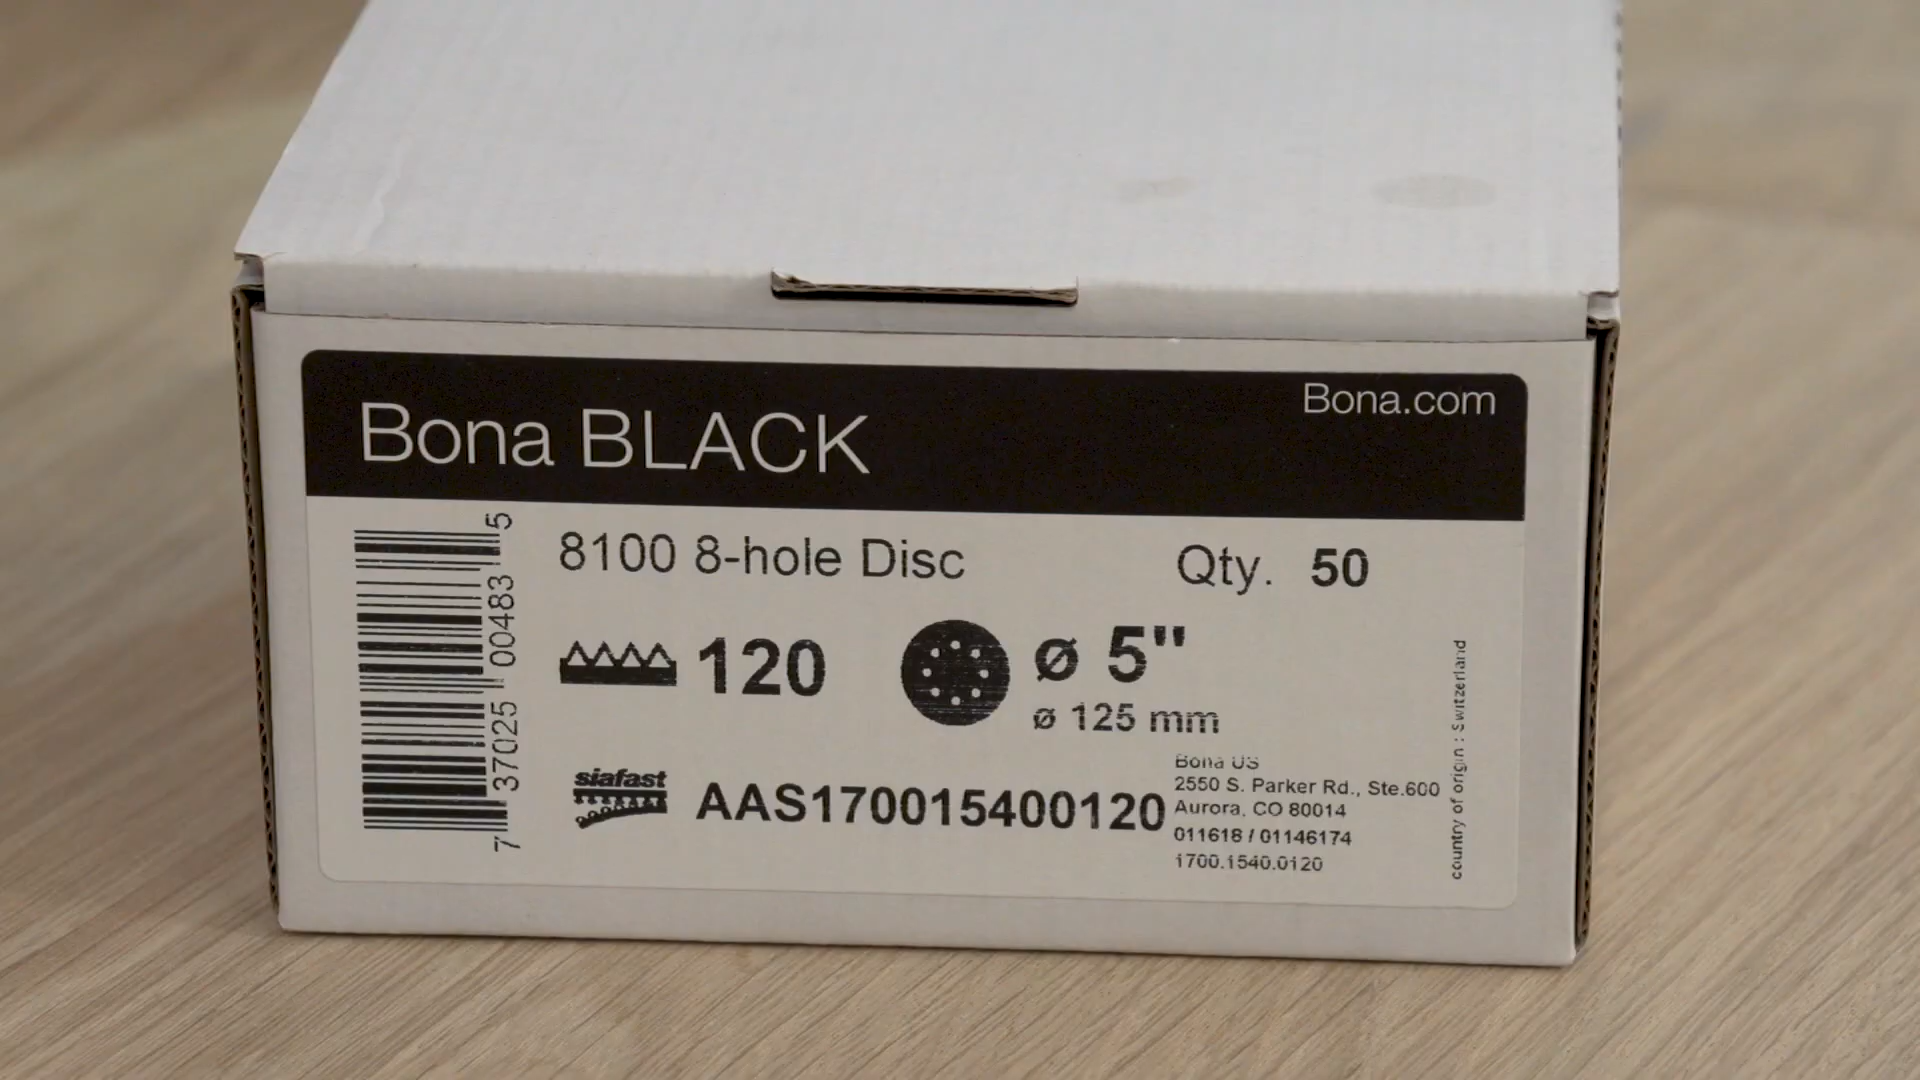 Bona BLACK
Bona.com
8100 8-hole Disc
Qty. 50
120
ø 5"
ø 125 mm
siafast
AAS170015400120
Bona US
2550 S. Parker Rd., Ste.600
Aurora, CO 80014
011618 / 01146174
1700.1540.0120
country of origin : Switzerland
7 37025 00483 5